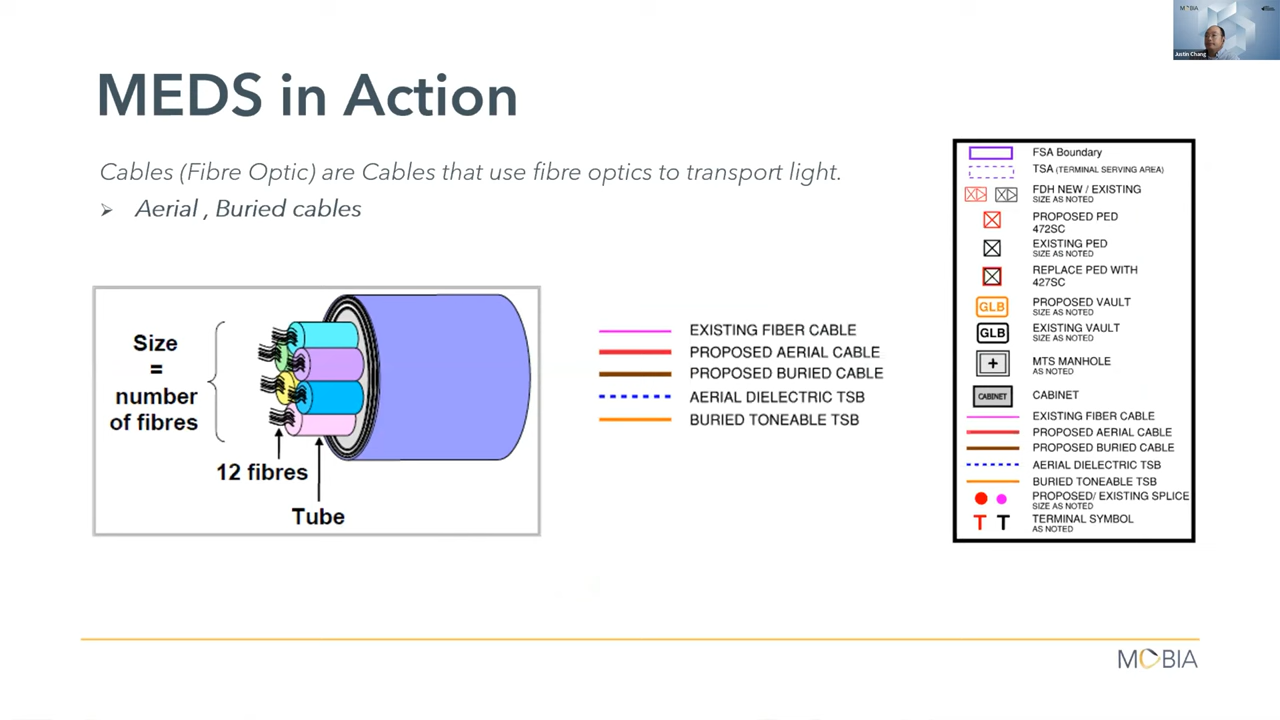 MOBIA
Justin Chang
MEDS in Action
Cables (Fibre Optic) are Cables that use fibre optics to transport light.
Aerial , Buried cables
Size
=
number
of fibres
12 fibres
Tube
EXISTING FIBER CABLE
PROPOSED AERIAL CABLE
PROPOSED BURIED CABLE
AERIAL DIELECTRIC TSB
BURIED TONEABLE TSB
FSA Boundary
TSA (TERMINAL SERVING AREA)
FDH NEW / EXISTING
SIZE AS NOTED
PROPOSED PED
472SC
EXISTING PED
SIZE AS NOTED
REPLACE PED WITH
427SC
GLB PROPOSED VAULT
SIZE AS NOTED
GLB EXISTING VAULT
SIZE AS NOTED
MTS MANHOLE
AS NOTED
CABINET CABINET
EXISTING FIBER CABLE
PROPOSED AERIAL CABLE
PROPOSED BURIED CABLE
AERIAL DIELECTRIC TSB
BURIED TONEABLE TSB
PROPOSED/ EXISTING SPLICE
SIZE AS NOTED
T T TERMINAL SYMBOL
AS NOTED
MOBIA